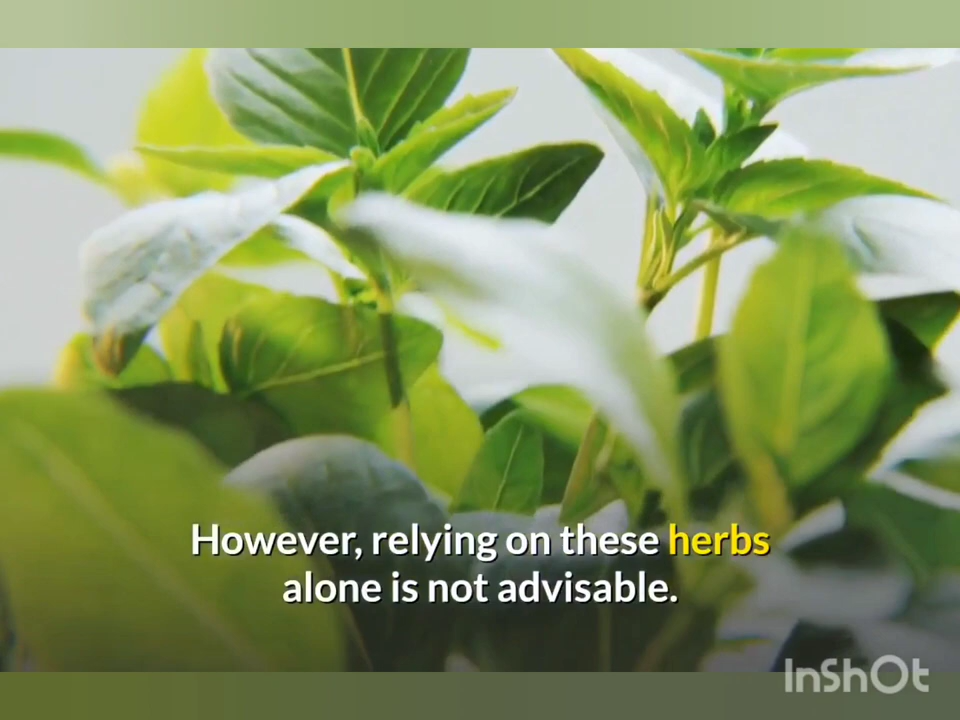 However, relying on these herbs
alone is not advisable.
InShOt